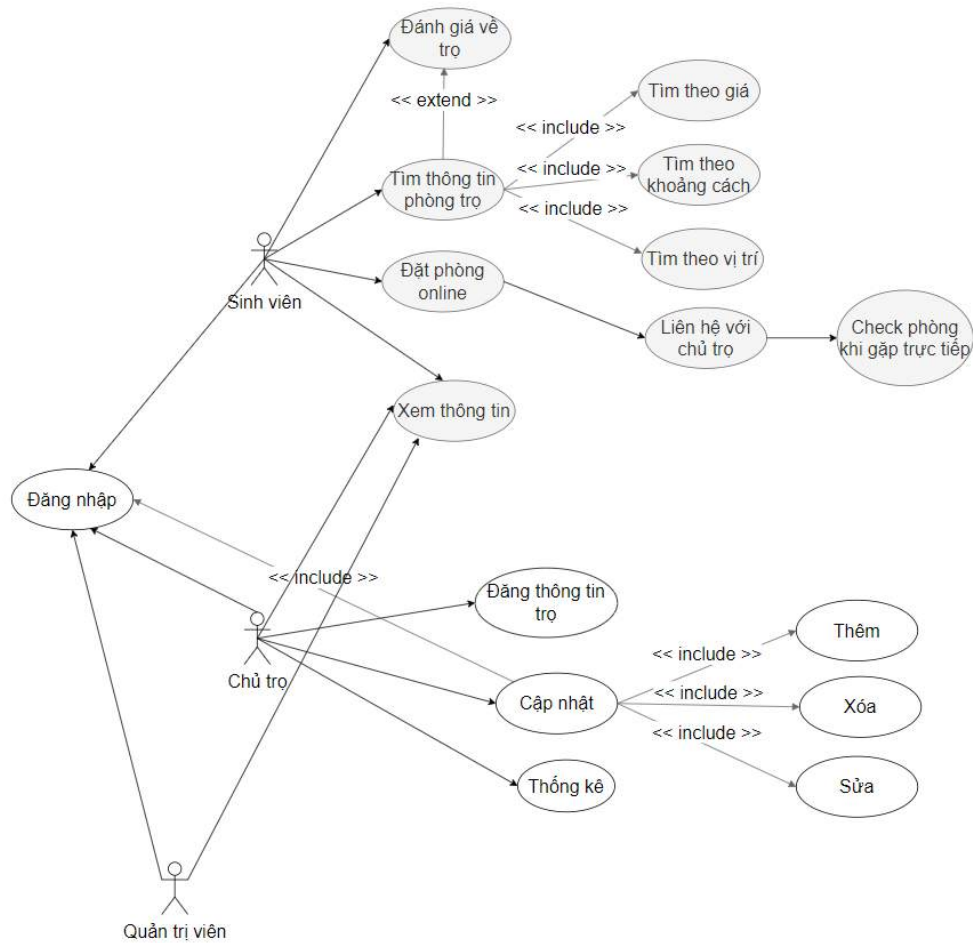 Đánh giá về
trọ
<< extend >>
Tìm theo giá
<< include >>
Tìm thông tin
phòng trọ
<< include >>
Tìm theo
khoảng cách
<< include >>
Tìm theo vị trí
Sinh viên
Đặt phòng
online
Liên hệ với
chủ trọ
Check phòng
khi gặp trực tiếp
Xem thông tin
Đăng nhập
<< include >>
Đăng thông tin
trọ
Chủ trọ
Cập nhật
<< include >>
Thêm
<< include >>
Xóa
<< include >>
Sửa
Thống kê
Quản trị viên